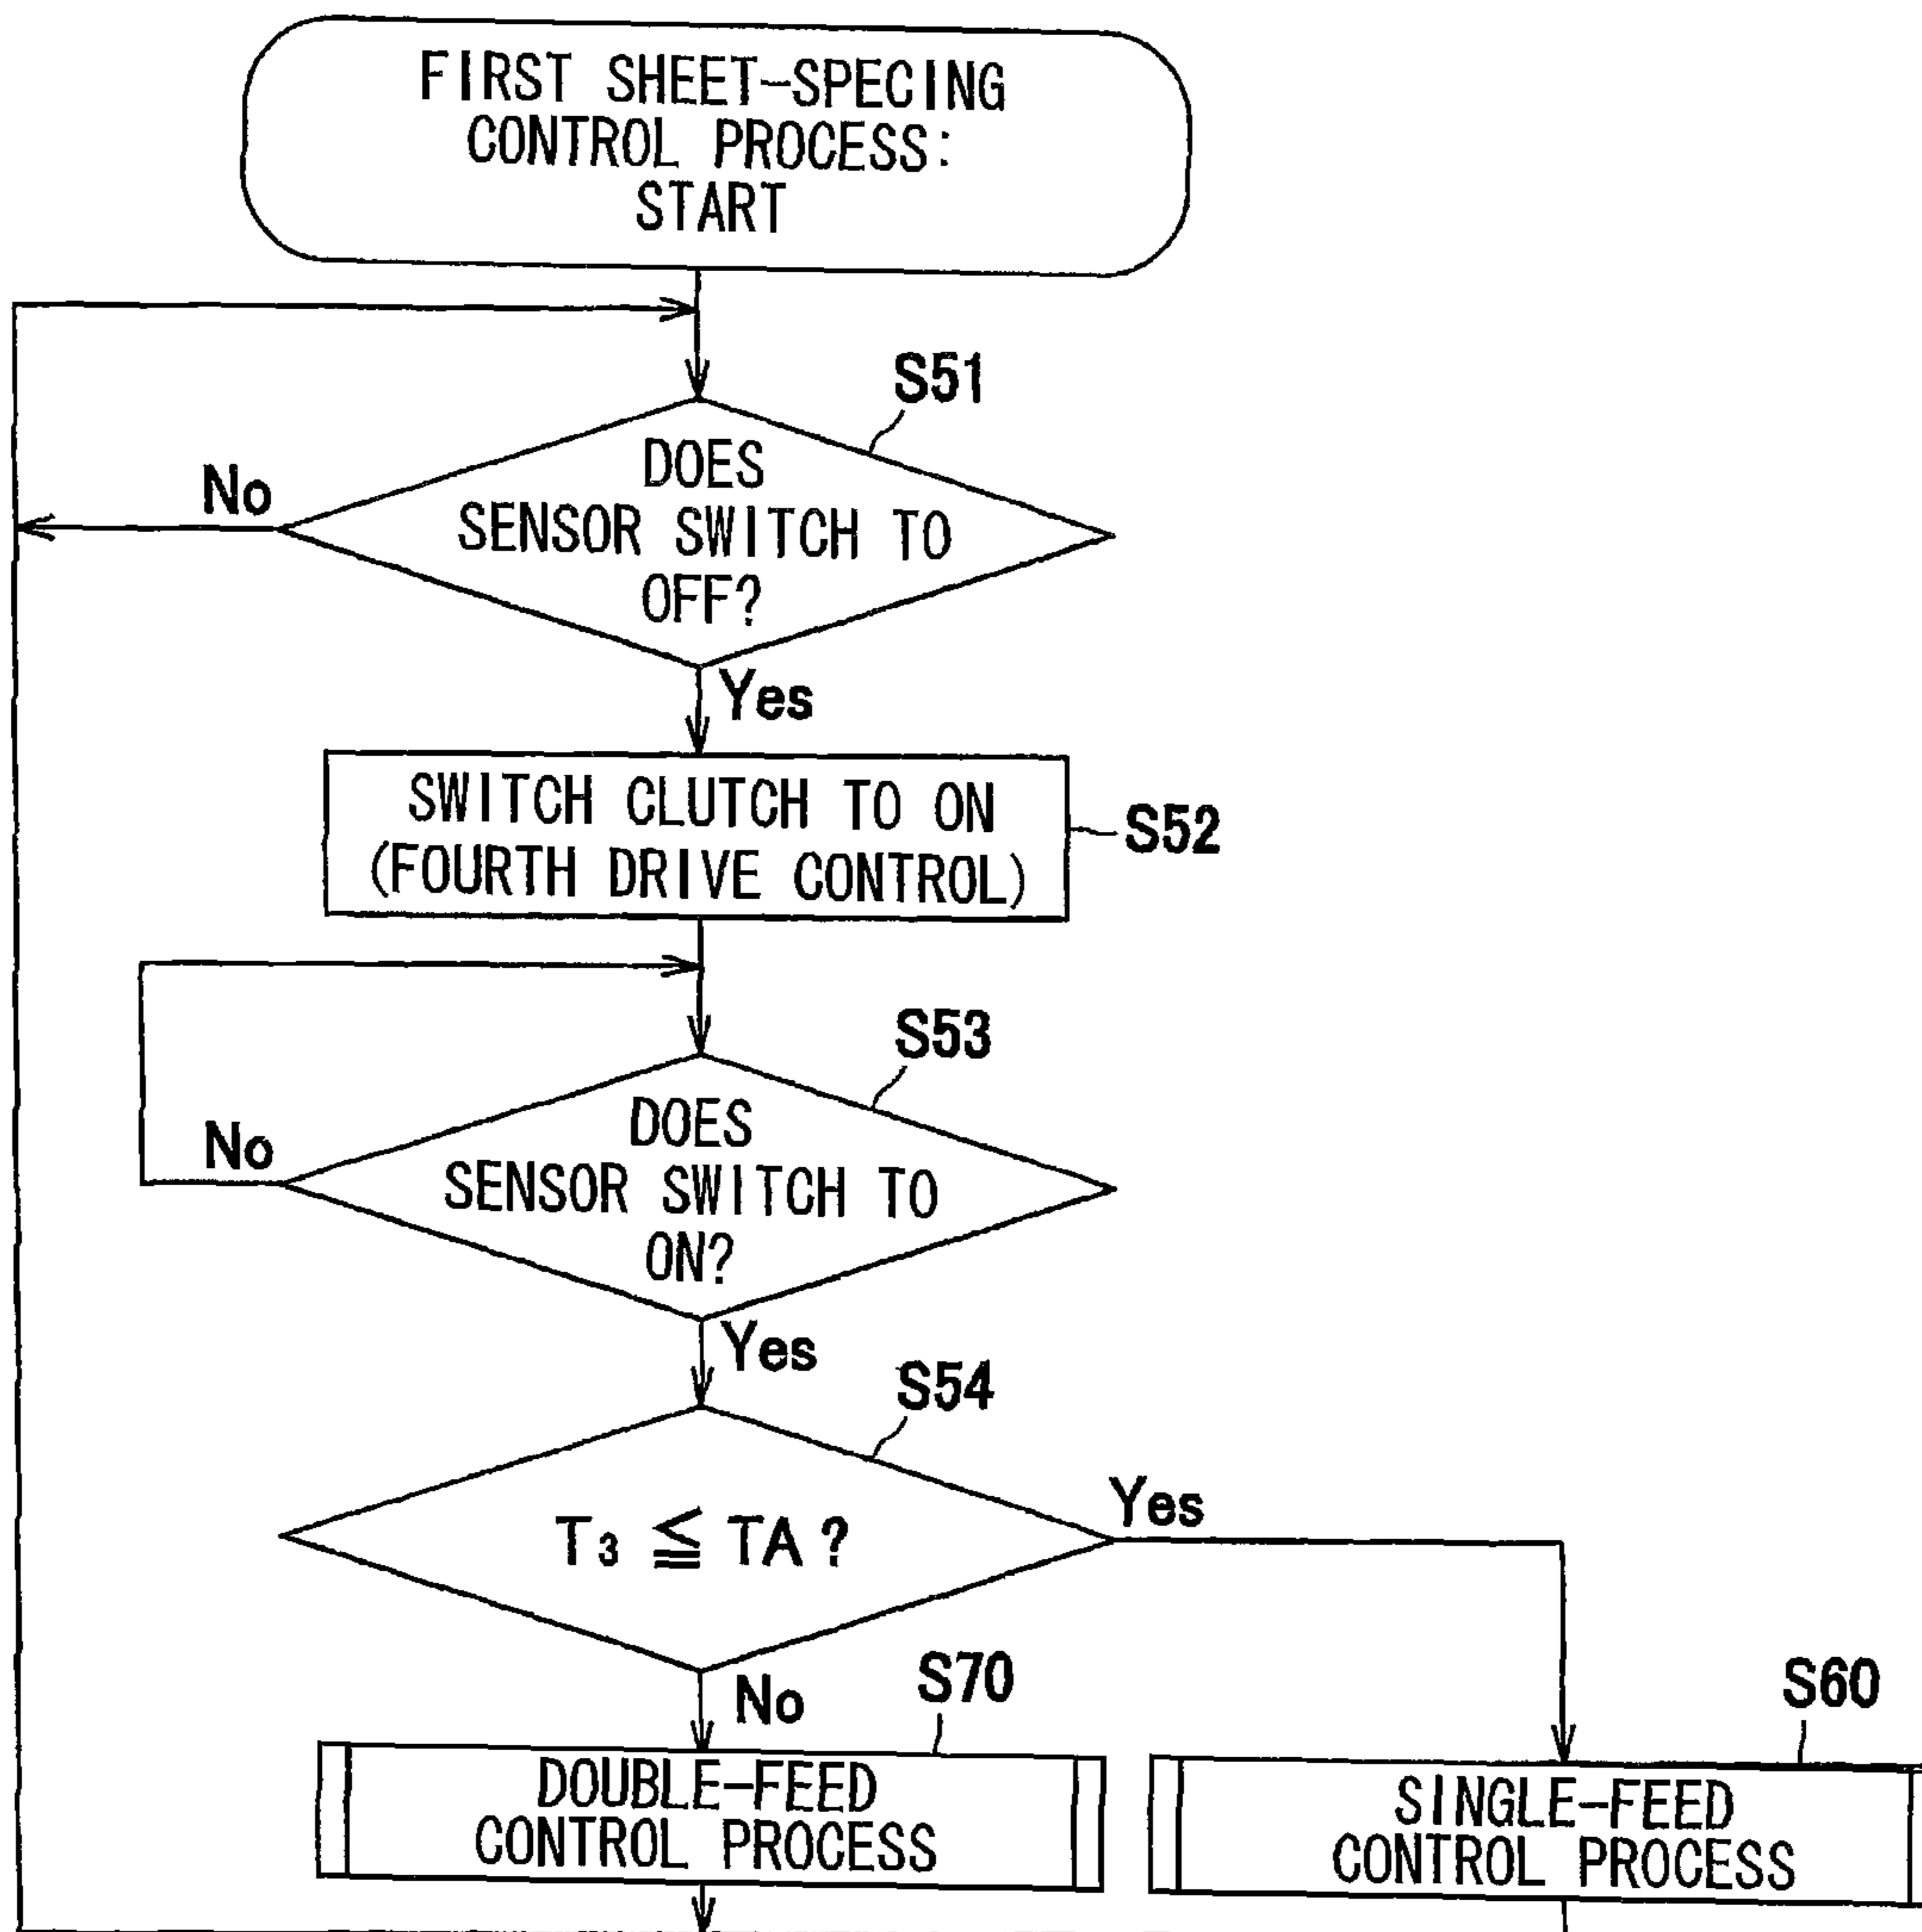 FIRST SHEET-SPECING
CONTROL PROCESS:
START
S51
DOES
SENSOR SWITCH TO
OFF?
No
Yes
SWITCH CLUTCH TO ON
(FOURTH DRIVE CONTROL)
S52
S53
DOES
SENSOR SWITCH TO
ON?
No
Yes
S54
T3 ≦ TA?
Yes
No
S70
DOUBLE-FEED
CONTROL PROCESS
S60
SINGLE-FEED
CONTROL PROCESS